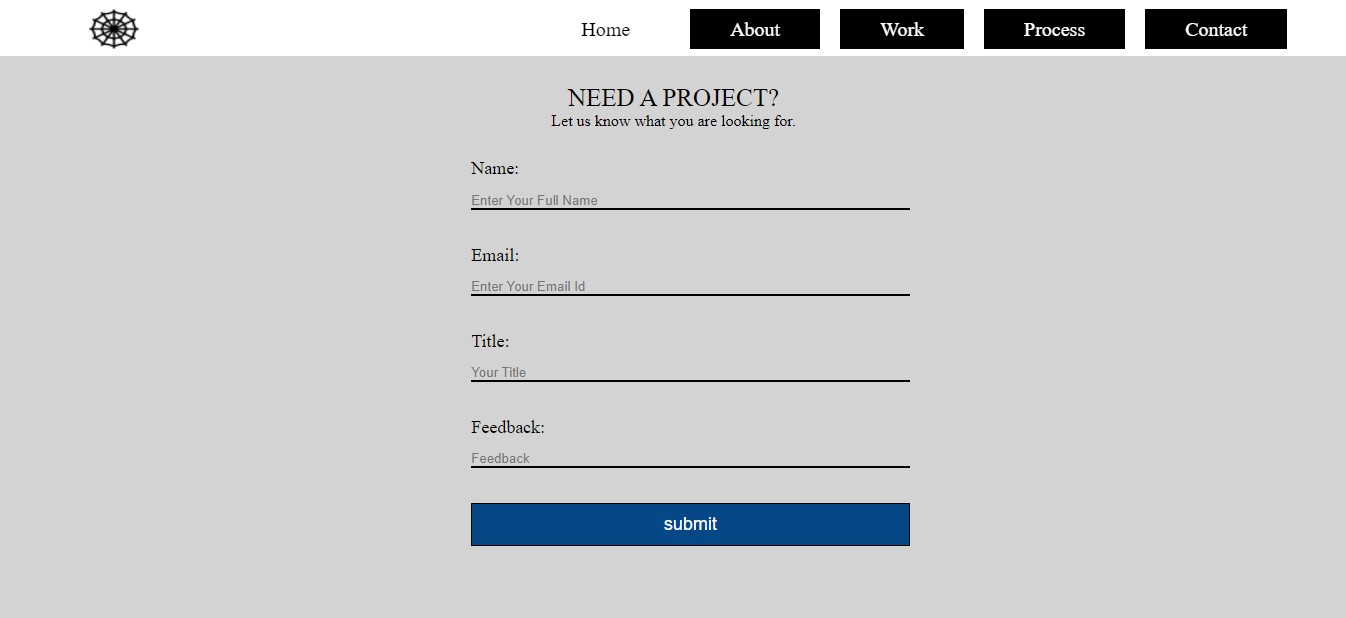 Home About Work Process Contact
NEED A PROJECT?
Let us know what you are looking for.
Name:
Enter Your Full Name
Email:
Enter Your Email Id
Title:
Your Title
Feedback:
Feedback
submit